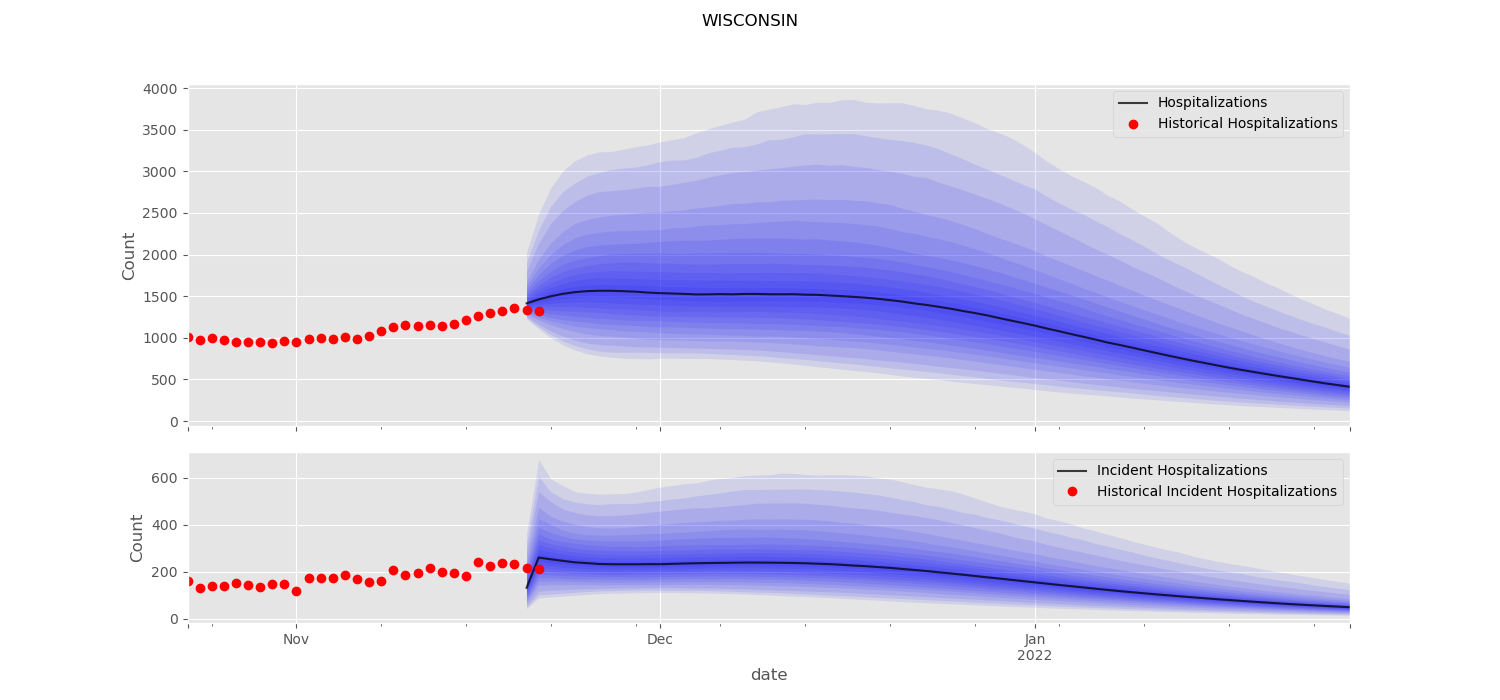 WISCONSIN
4000
3500
3000
2500
2000
1500
1000
500
0
Count
Hospitalizations
Historical Hospitalizations
600
400
200
0
Count
Incident Hospitalizations
Historical Incident Hospitalizations
Nov
Dec
Jan
2022
date